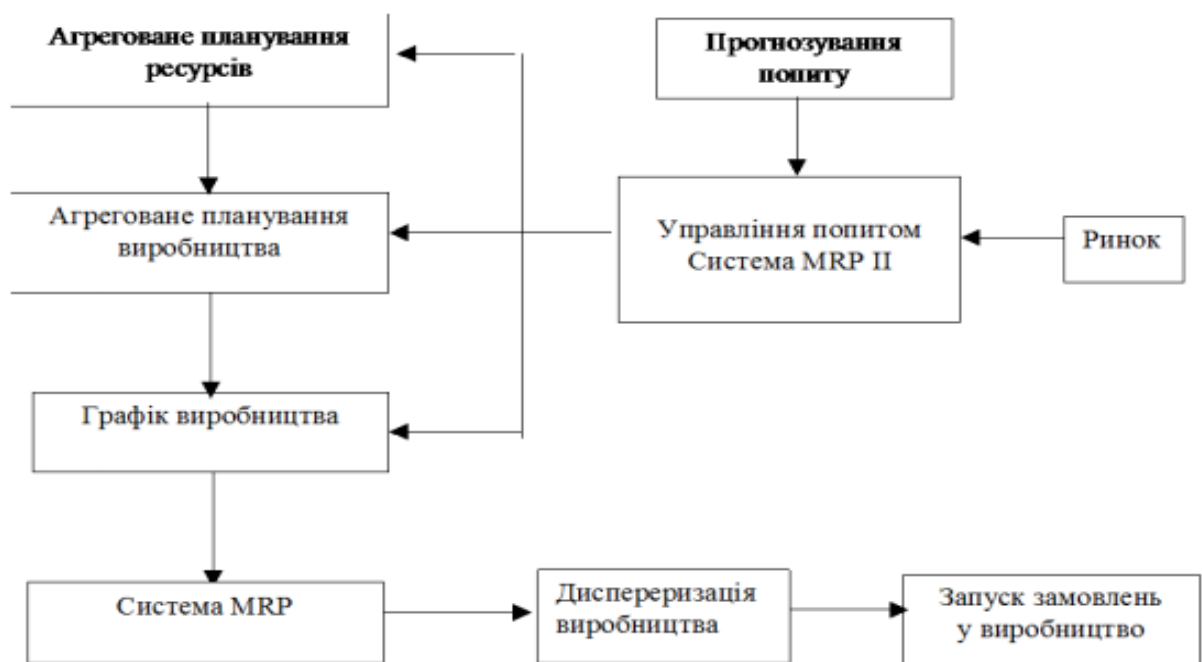 Агреговане планування
ресурсів
Прогнозування
попиту
Агреговане планування
виробництва
Управління попитом
Система MRP II
Ринок
Графік виробництва
Система MRP
Диспереризація
виробництва
Запуск замовлень
у виробництво